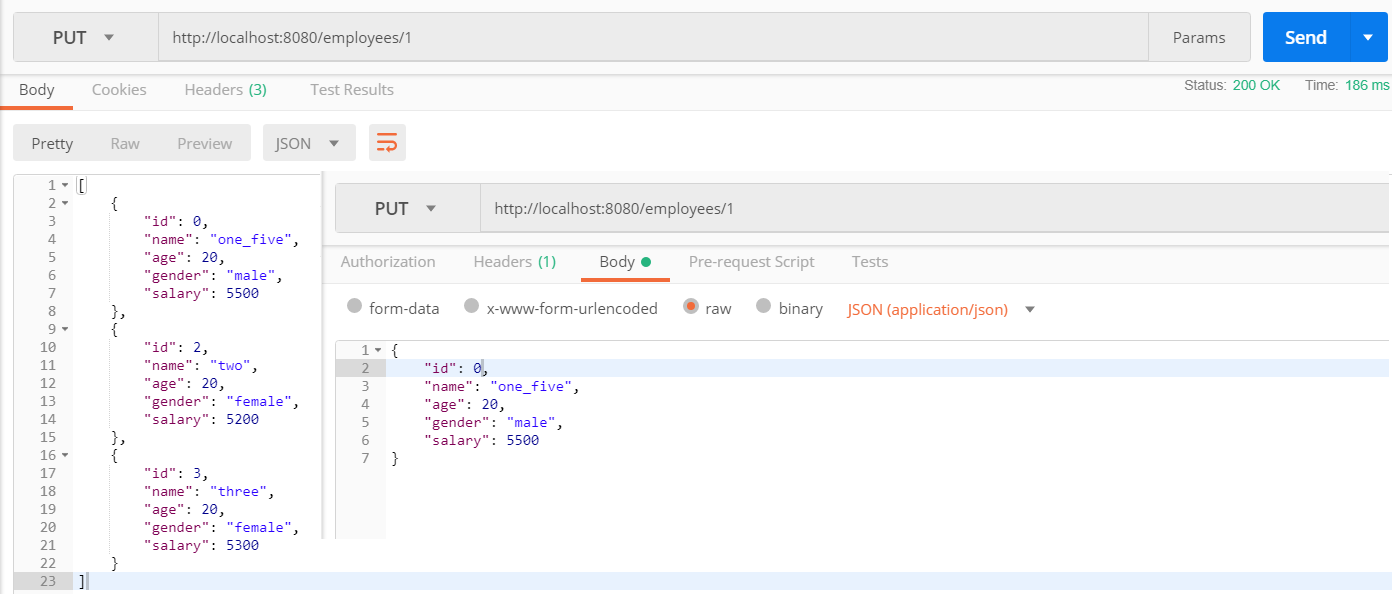 PUT http://localhost:8080/employees/1 Params Send
Body Cookies Headers (3) Test Results Status: 200 OK Time: 186 ms
Pretty Raw Preview JSON
1 [
2 {
3 "id": 0,
4 "name": "one_five",
5 "age": 20,
6 "gender": "male",
7 "salary": 5500
8 },
9 {
10 "id": 2,
11 "name": "two",
12 "age": 20,
13 "gender": "female",
14 "salary": 5200
15 },
16 {
17 "id": 3,
18 "name": "three",
19 "age": 20,
20 "gender": "female",
21 "salary": 5300
22 }
23 ]
PUT http://localhost:8080/employees/1
Authorization Headers (1) Body Pre-request Script Tests
form-data x-www-form-urlencoded raw binary JSON (application/json)
1 {
2 "id": 0,
3 "name": "one_five",
4 "age": 20,
5 "gender": "male",
6 "salary": 5500
7 }